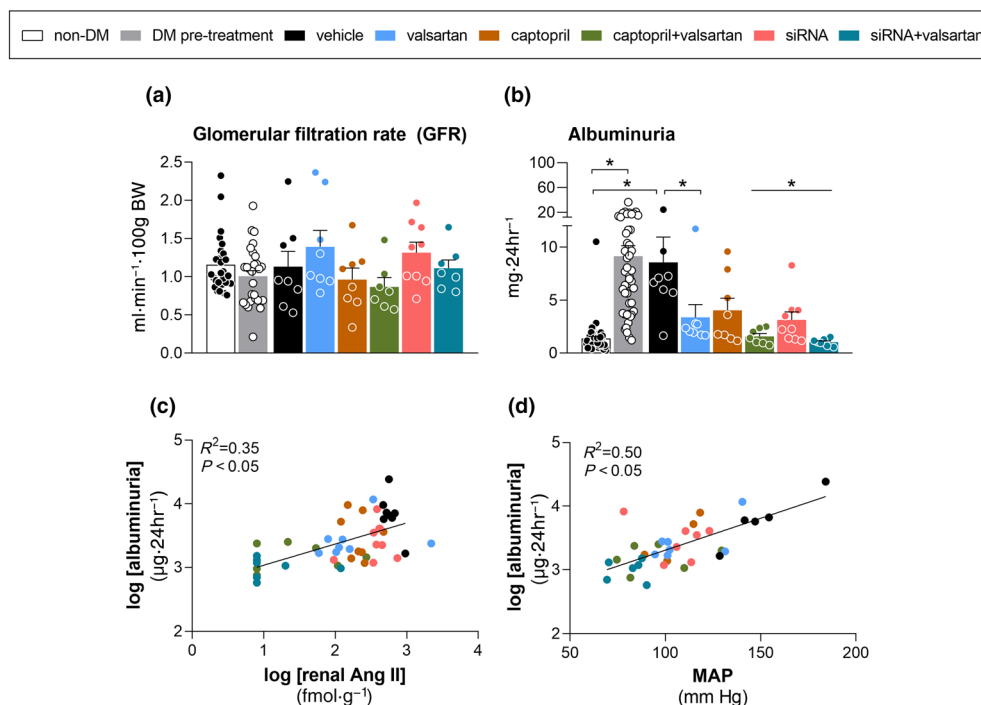 non-DM DM pre-treatment vehicle valsartan captopril captopril+valsartan siRNA siRNA+valsartan
(a)
Glomerular filtration rate (GFR)
ml·min⁻¹·100g BW
2.5
2.0
1.5
1.0
0.5
0.0
(b)
Albuminuria
mg·24hr⁻¹
100
60
20
10
5
0
*
*
*
*
(c)
R²=0.35
P < 0.05
log [albuminuria]
(µg·24hr⁻¹)
5
4
3
2
0 1 2 3 4
log [renal Ang II]
(fmol·g⁻¹)
(d)
R²=0.50
P < 0.05
log [albuminuria]
(µg·24hr⁻¹)
5
4
3
2
50 100 150 200
MAP
(mm Hg)